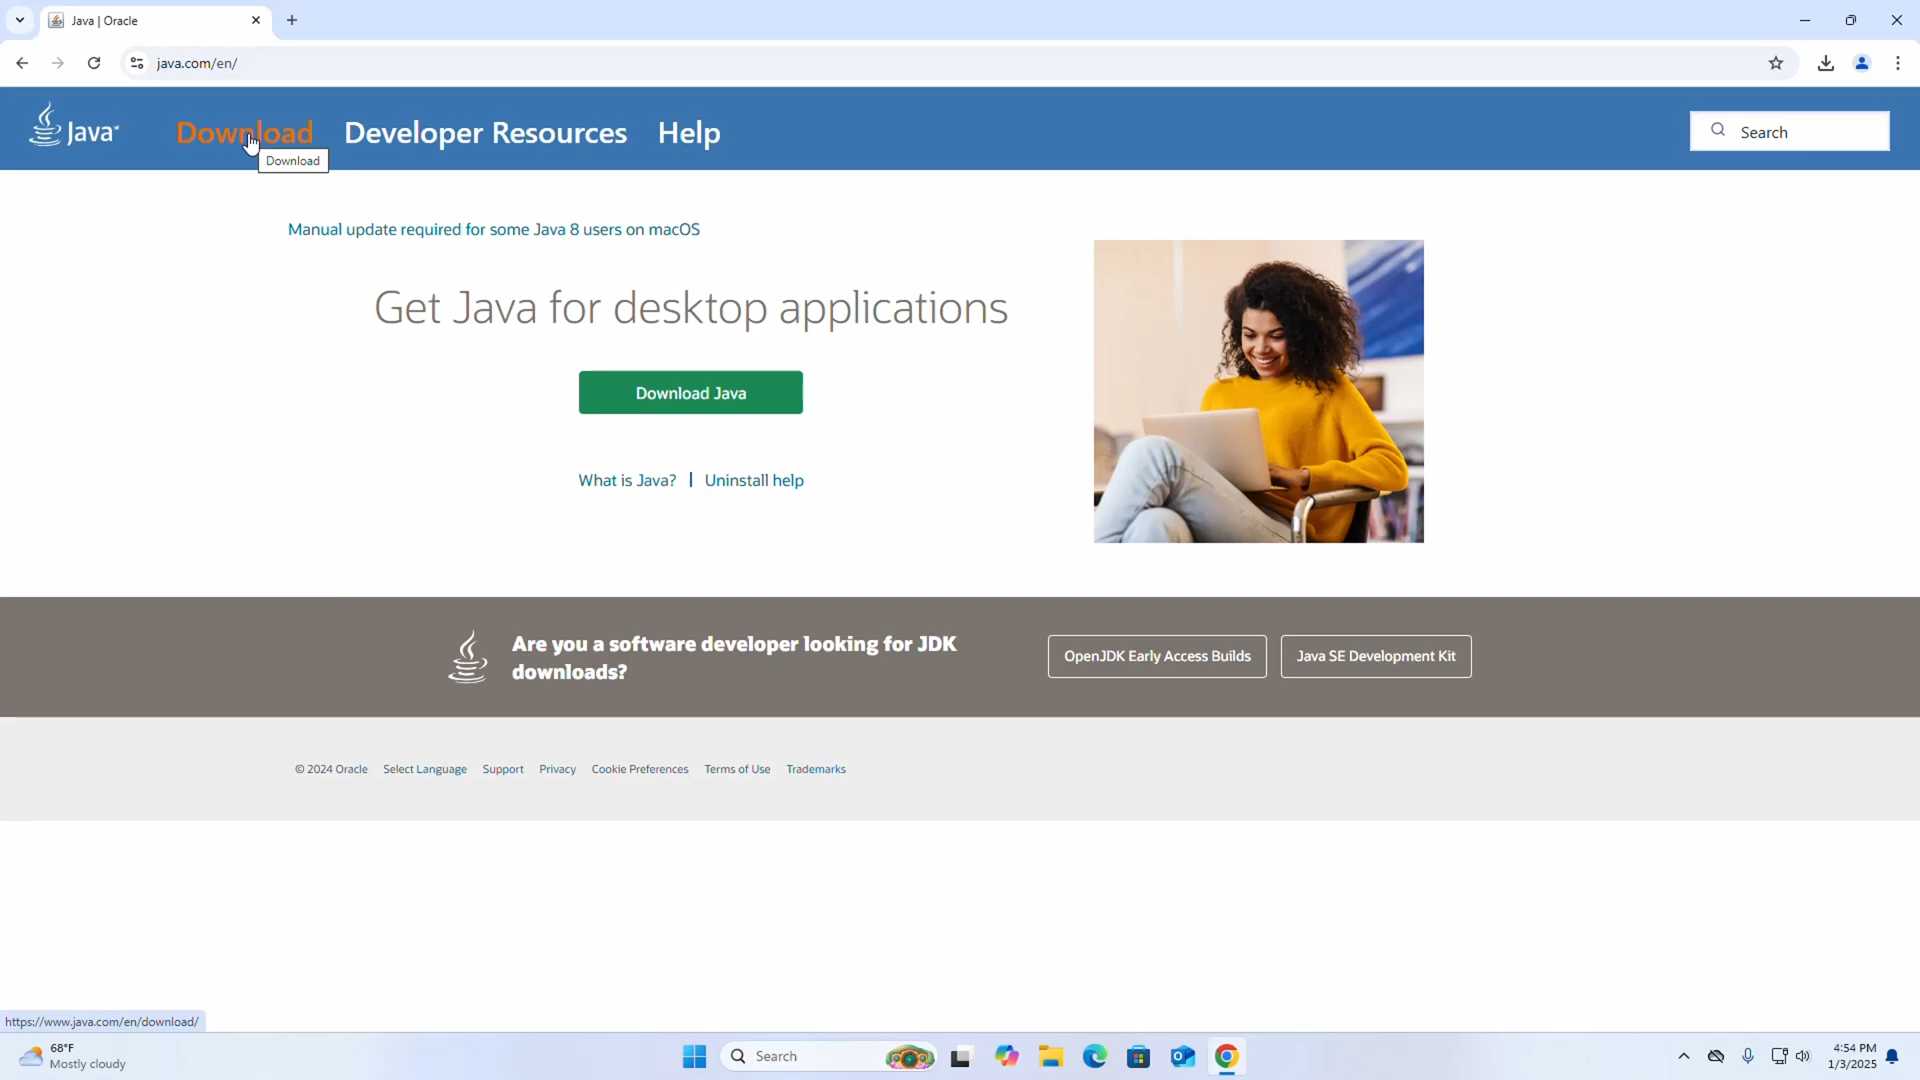 Java | Oracle
java.com/en/
Java
Download
Developer Resources
Help
Search
Download
Manual update required for some Java 8 users on macOS
Get Java for desktop applications
Download Java
What is Java? | Uninstall help
Are you a software developer looking for JDK
downloads?
OpenJDK Early Access Builds
Java SE Development Kit
© 2024 Oracle Select Language Support Privacy Cookie Preferences Terms of Use Trademarks
https://www.java.com/en/download/
68°F
Mostly cloudy
Search
4:54 PM
1/3/2025